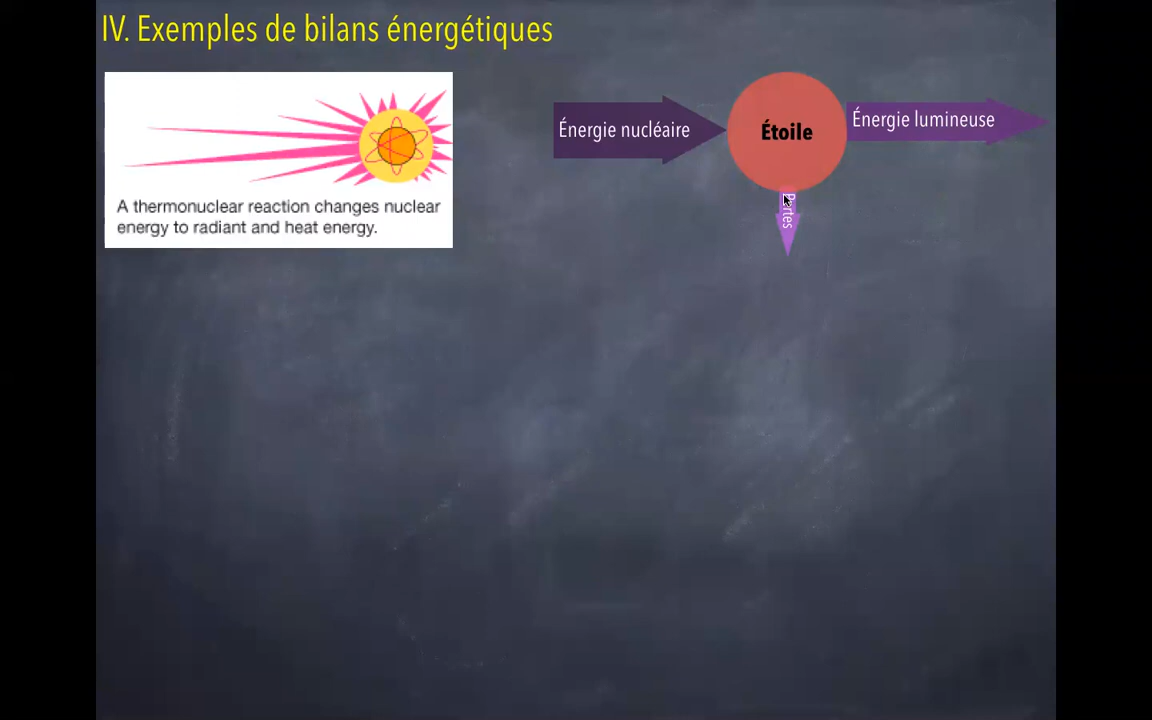 IV. Exemples de bilans énergétiques
A thermonuclear reaction changes nuclear
energy to radiant and heat energy.
Énergie nucléaire
Étoile
Énergie lumineuse
Pertes